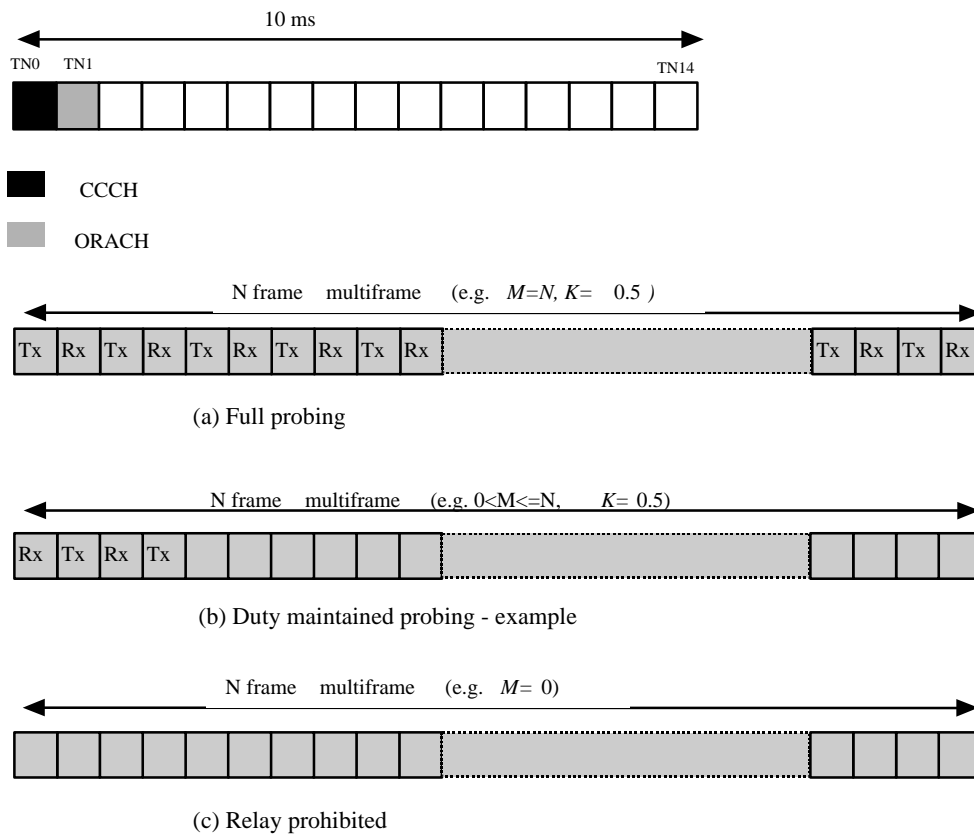 10 ms
TN0 TN1 TN14
CCCH
ORACH
N frame multiframe (e.g. M=N, K= 0.5 )
Tx Rx Tx Rx Tx Rx Tx Rx Tx Rx Tx Rx Tx Rx
(a) Full probing
N frame multiframe (e.g. 0<M<=N, K= 0.5)
Rx Tx Rx Tx
(b) Duty maintained probing - example
N frame multiframe (e.g. M= 0)
(c) Relay prohibited